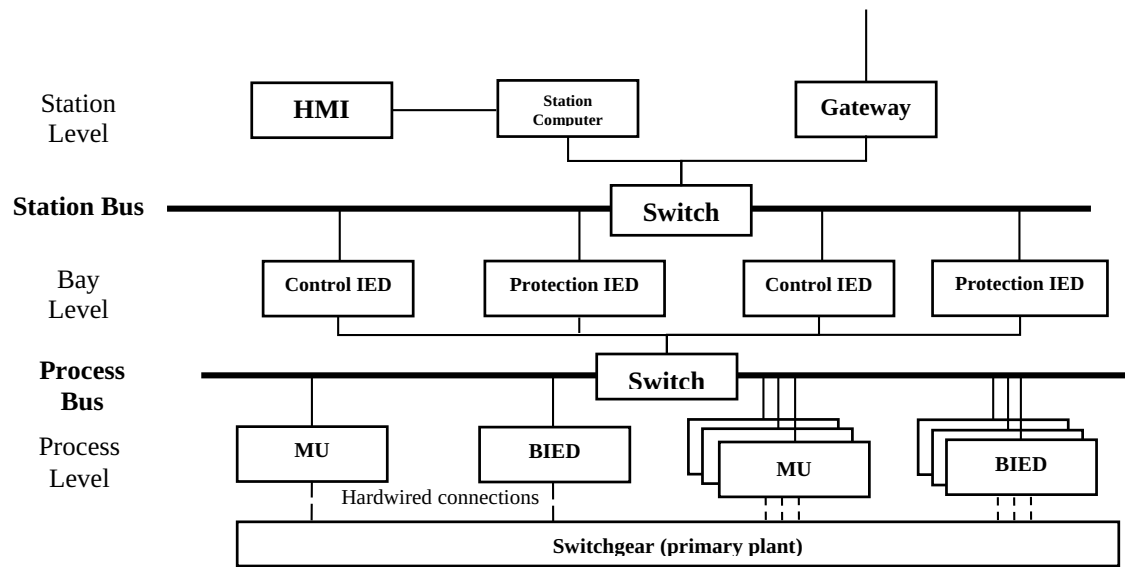 Station
Level
HMI
Station
Computer
Gateway
Station Bus
Switch
Bay
Level
Control IED
Protection IED
Control IED
Protection IED
Process
Bus
Switch
Process
Level
MU
BIED
MU
BIED
Hardwired connections
Switchgear (primary plant)